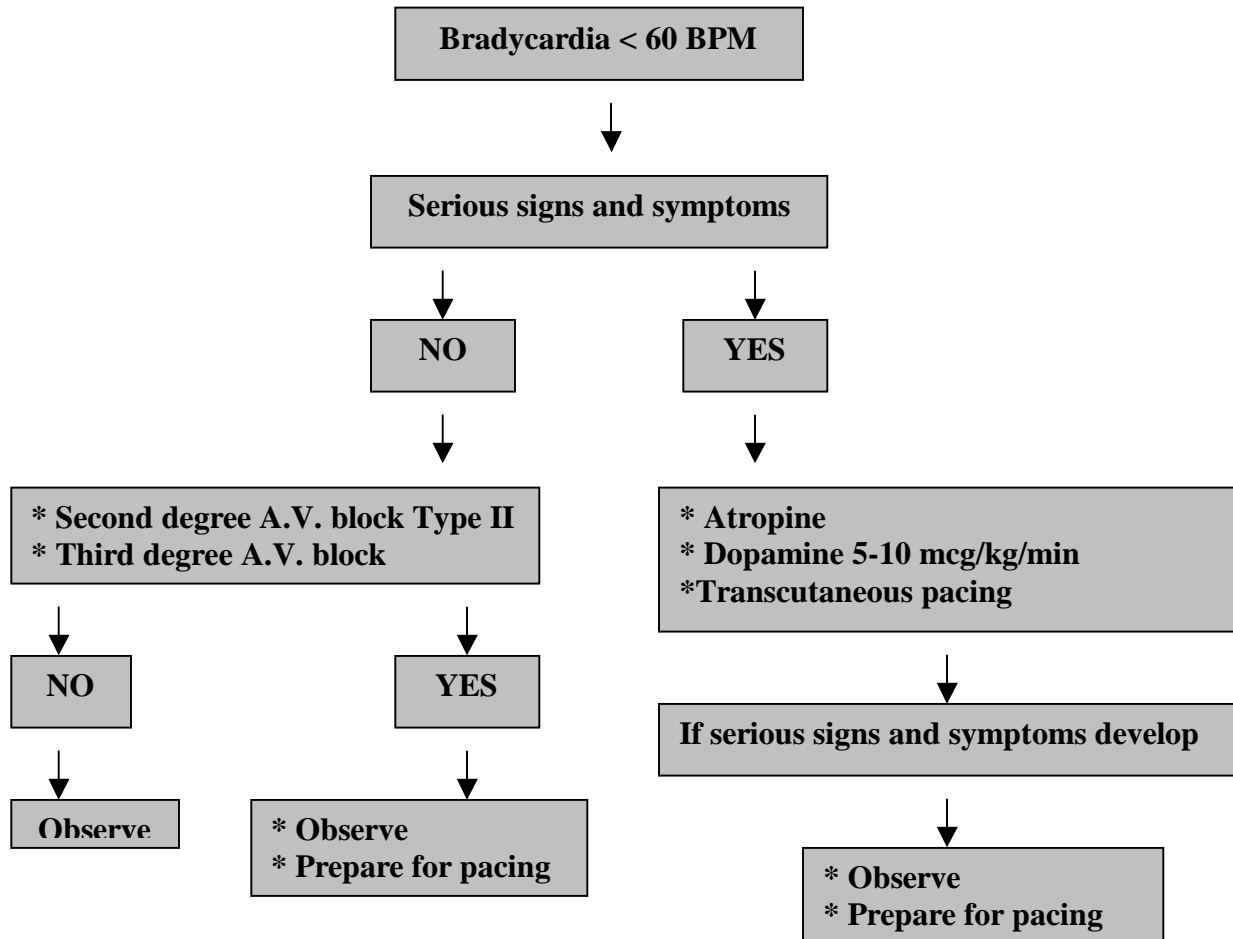 Bradycardia < 60 BPM
Serious signs and symptoms
NO
YES
* Second degree A.V. block Type II
* Third degree A.V. block
* Atropine
* Dopamine 5-10 mcg/kg/min
*Transcutaneous pacing
NO
YES
If serious signs and symptoms develop
Observe
* Observe
* Prepare for pacing
* Observe
* Prepare for pacing